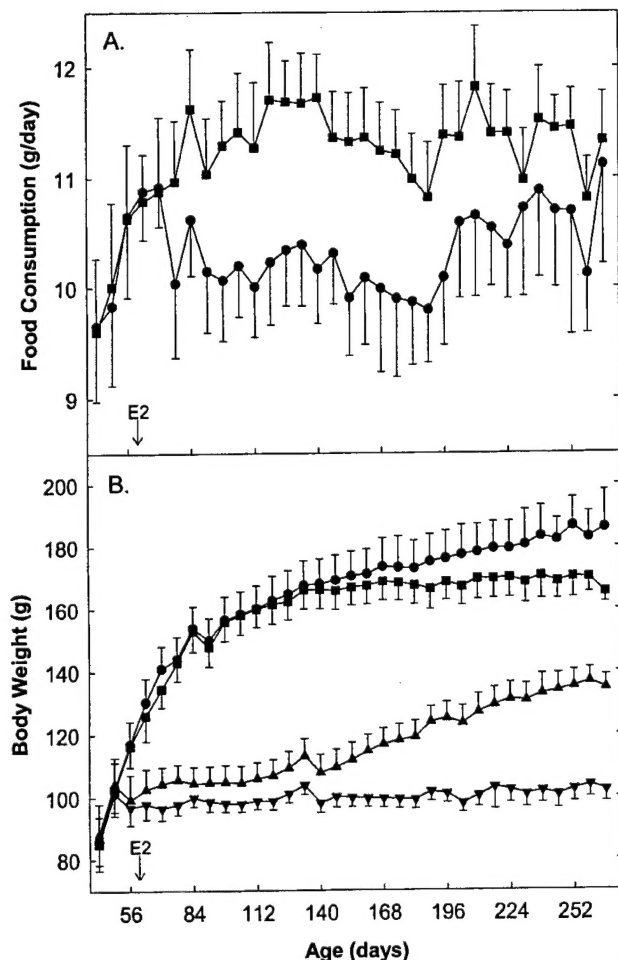 A.
12
11
10
9
Food Consumption (g/day)
E2
B.
200
180
160
140
120
100
80
Body Weight (g)
E2
56 84 112 140 168 196 224 252
Age (days)